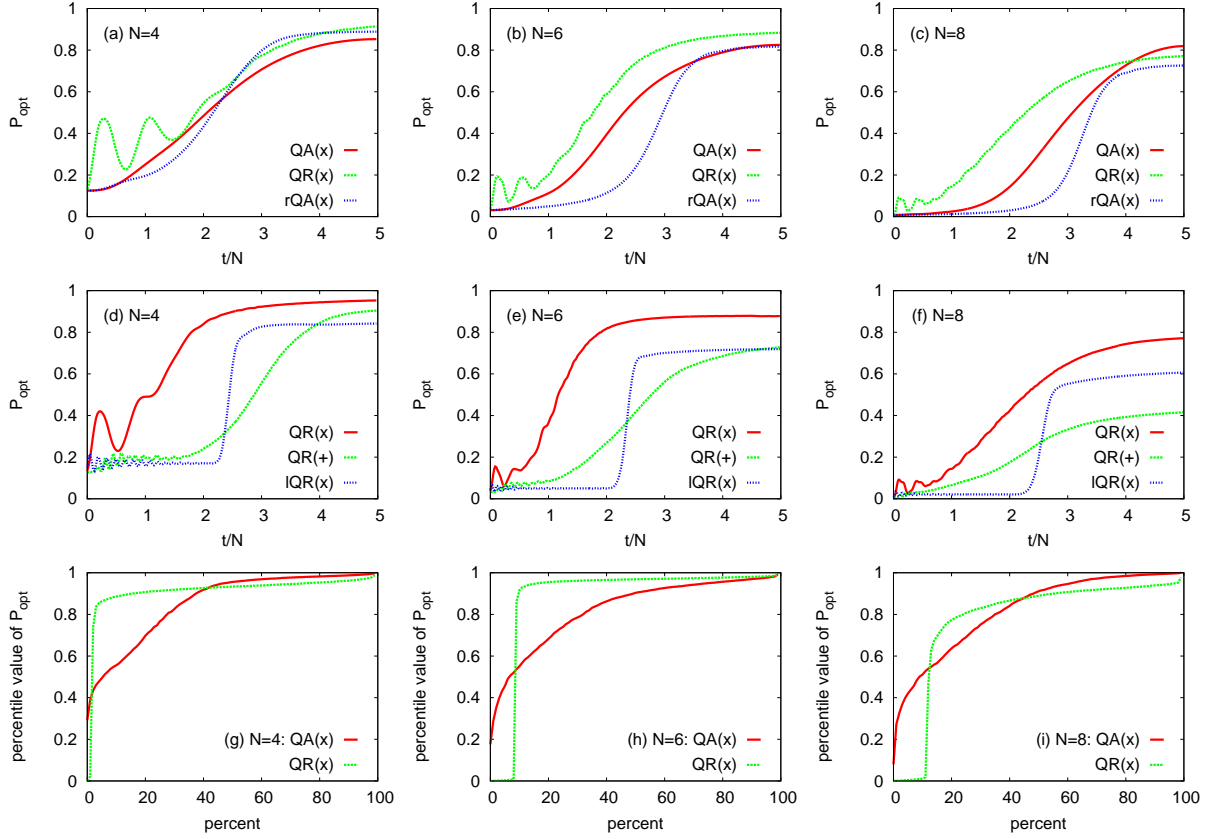 (a) N=4
P_opt
1
0.8
0.6
0.4
0.2
0
QA(x)
QR(x)
rQA(x)
0 1 2 3 4 5
t/N
(b) N=6
P_opt
1
0.8
0.6
0.4
0.2
0
QA(x)
QR(x)
rQA(x)
0 1 2 3 4 5
t/N
(c) N=8
P_opt
1
0.8
0.6
0.4
0.2
0
QA(x)
QR(x)
rQA(x)
0 1 2 3 4 5
t/N
(d) N=4
P_opt
1
0.8
0.6
0.4
0.2
0
QR(x)
QR(+)
IQR(x)
0 1 2 3 4 5
t/N
(e) N=6
P_opt
1
0.8
0.6
0.4
0.2
0
QR(x)
QR(+)
IQR(x)
0 1 2 3 4 5
t/N
(f) N=8
P_opt
1
0.8
0.6
0.4
0.2
0
QR(x)
QR(+)
IQR(x)
0 1 2 3 4 5
t/N
percentile value of P_opt
1
0.8
0.6
0.4
0.2
0
(g) N=4: QA(x)
QR(x)
0 20 40 60 80 100
percent
percentile value of P_opt
1
0.8
0.6
0.4
0.2
0
(h) N=6: QA(x)
QR(x)
0 20 40 60 80 100
percent
percentile value of P_opt
1
0.8
0.6
0.4
0.2
0
(i) N=8: QA(x)
QR(x)
0 20 40 60 80 100
percent